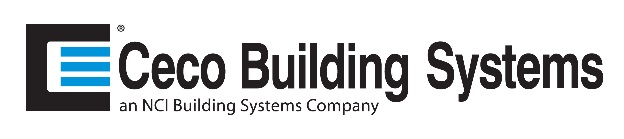 ® Ceco Building Systems
an NCI Building Systems Company